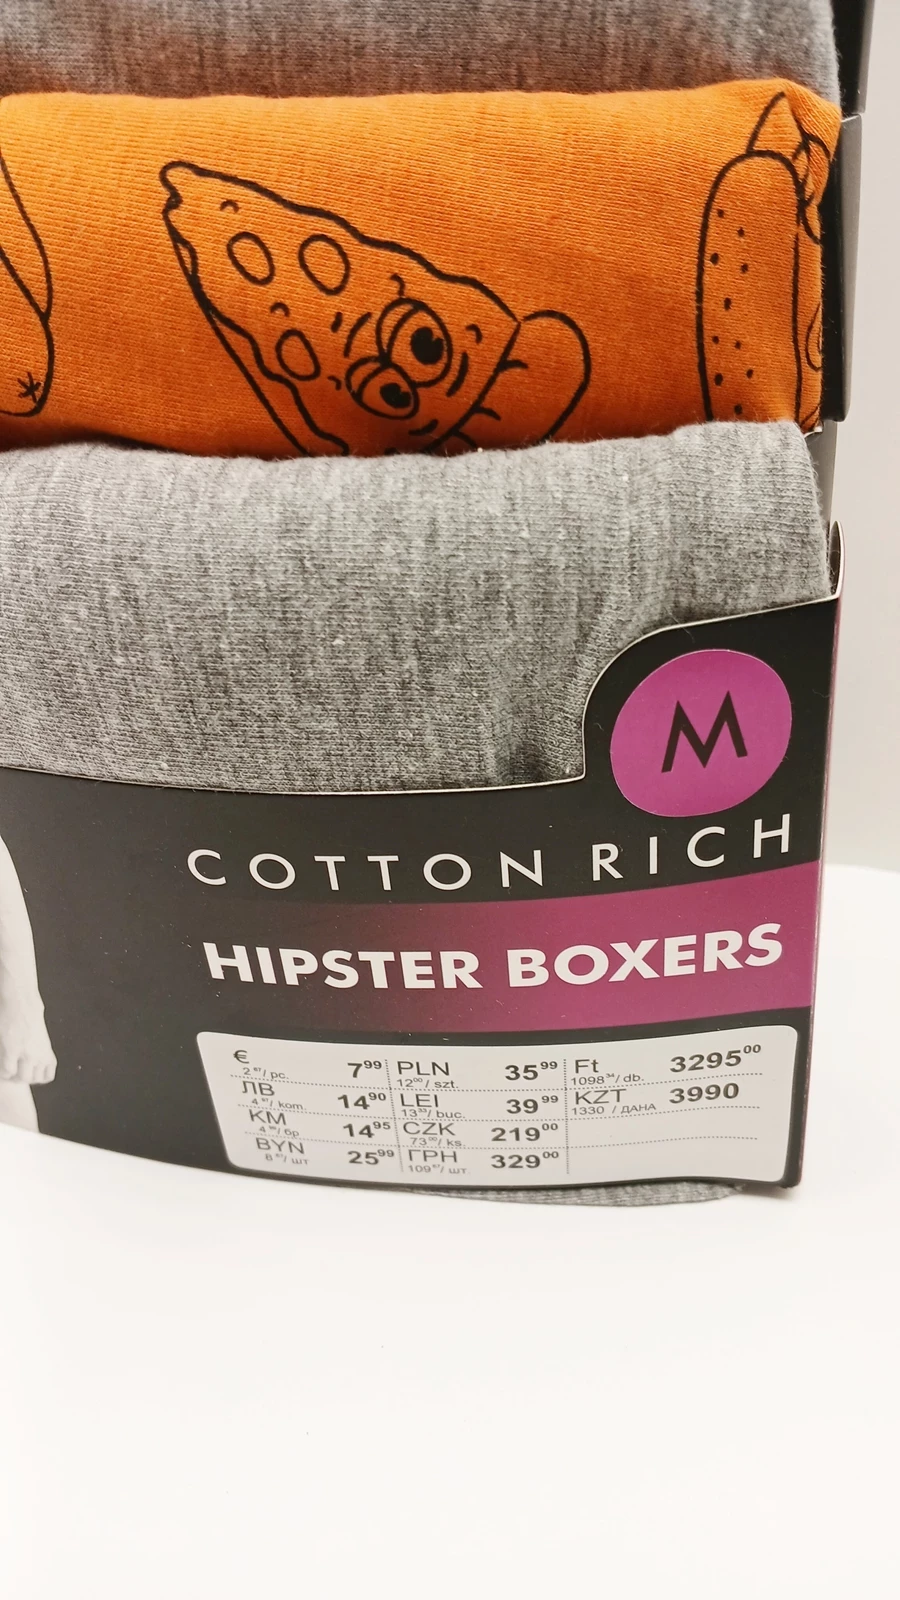 M
COTTON RICH
HIPSTER BOXERS
€ 7⁹⁹
2⁶⁷/ pc.
ЛВ 14⁹⁰
4⁹⁷/ kom.
KM 14⁹⁵
/ бр
BYN 25⁹⁹
8⁶⁷/ шт
PLN 35⁹⁹
12⁰⁰/ szt.
LEI 39⁹⁹
13³³/ buc.
CZK 219⁰⁰
73⁰⁰/ ks.
ГРН 329⁰⁰
109⁶⁷/ шт
Ft 3295⁰⁰
1098³⁴/ db.
KZT 3990
1330 / ДАНА